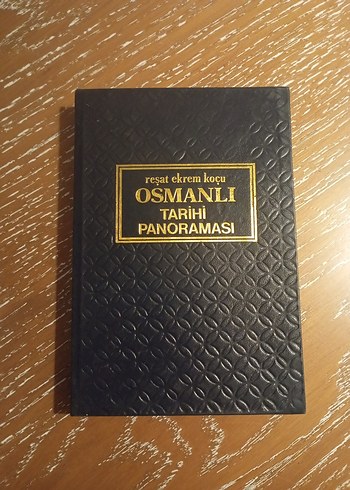 reşat ekrem koçu
OSMANLI
TARİHİ
PANORAMASI